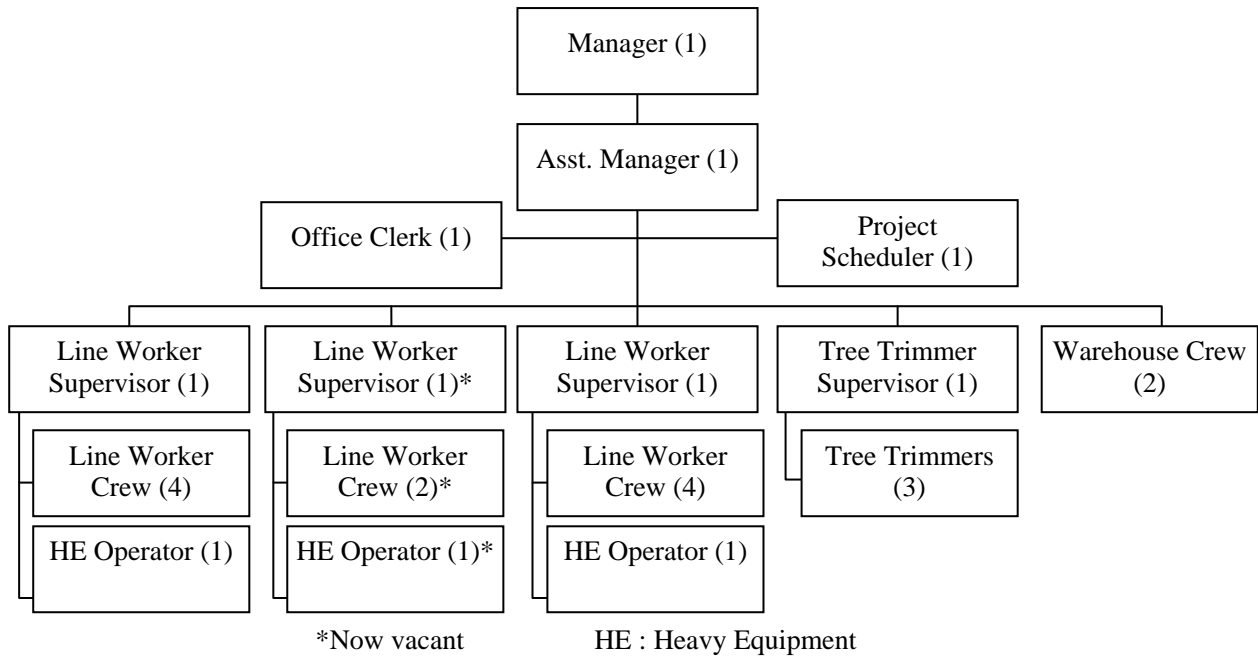 Manager (1)
Asst. Manager (1)
Office Clerk (1)
Project
Scheduler (1)
Line Worker
Supervisor (1)
Line Worker
Crew (4)
HE Operator (1)
Line Worker
Supervisor (1)*
Line Worker
Crew (2)*
HE Operator (1)*
Line Worker
Supervisor (1)
Line Worker
Crew (4)
HE Operator (1)
Tree Trimmer
Supervisor (1)
Tree Trimmers
(3)
Warehouse Crew
(2)
*Now vacant
HE : Heavy Equipment